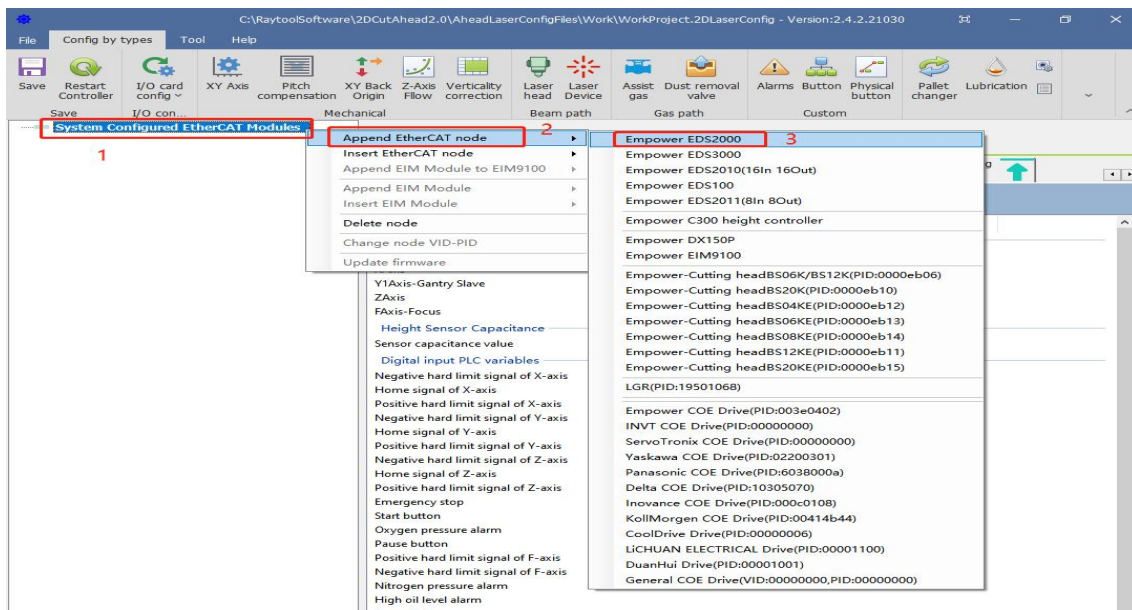 C:\RaytoolSoftware\2DCutAhead2.0\AheadLaserConfigFiles\Work\WorkProject.2DLaserConfig - Version:2.4.2.21030
File Config by types Tool Help
Save Restart Controller I/O card config XY Axis Pitch compensation XY Back Origin Z-Axis Fllow Verticality correction Laser head Laser Device Assist gas Dust removal valve Alarms Button Physical button Pallet changer Lubrication
Save I/O con... Mechanical Beam path Gas path Custom
System Configured EtherCAT Modules
1
Append EtherCAT node
2
Insert EtherCAT node
Append EIM Module to EIM9100
Append EIM Module
Insert EIM Module
Delete node
Change node VID-PID
Update firmware
Empower EDS2000
3
Empower EDS3000
Empower EDS2010(16In 16Out)
Empower EDS100
Empower EDS2011(8In 8Out)
Empower C300 height controller
Empower DX150P
Empower EIM9100
Empower-Cutting headBS06K/BS12K(PID:0000eb06)
Empower-Cutting headBS20K(PID:0000eb10)
Empower-Cutting headBS04KE(PID:0000eb12)
Empower-Cutting headBS06KE(PID:0000eb13)
Empower-Cutting headBS08KE(PID:0000eb14)
Empower-Cutting headBS12KE(PID:0000eb11)
Empower-Cutting headBS20KE(PID:0000eb15)
LGR(PID:19501068)
Empower COE Drive(PID:003e0402)
INVT COE Drive(PID:00000000)
ServoTronix COE Drive(PID:00000000)
Yaskawa COE Drive(PID:02200301)
Panasonic COE Drive(PID:6038000a)
Delta COE Drive(PID:10305070)
Inovance COE Drive(PID:000c0108)
KollMorgen COE Drive(PID:00414b44)
CoolDrive Drive(PID:00000006)
LiCHUAN ELECTRICAL Drive(PID:00001100)
DuanHui Drive(PID:00001001)
General COE Drive(VID:00000000,PID:00000000)
Y1Axis-Gantry Slave
ZAxis
FAxis-Focus
Height Sensor Capacitance
Sensor capacitance value
Digital input PLC variables
Negative hard limit signal of X-axis
Home signal of X-axis
Positive hard limit signal of X-axis
Negative hard limit signal of Y-axis
Home signal of Y-axis
Positive hard limit signal of Y-axis
Negative hard limit signal of Z-axis
Home signal of Z-axis
Positive hard limit signal of Z-axis
Emergency stop
Start button
Oxygen pressure alarm
Pause button
Positive hard limit signal of F-axis
Negative hard limit signal of F-axis
Nitrogen pressure alarm
High oil level alarm